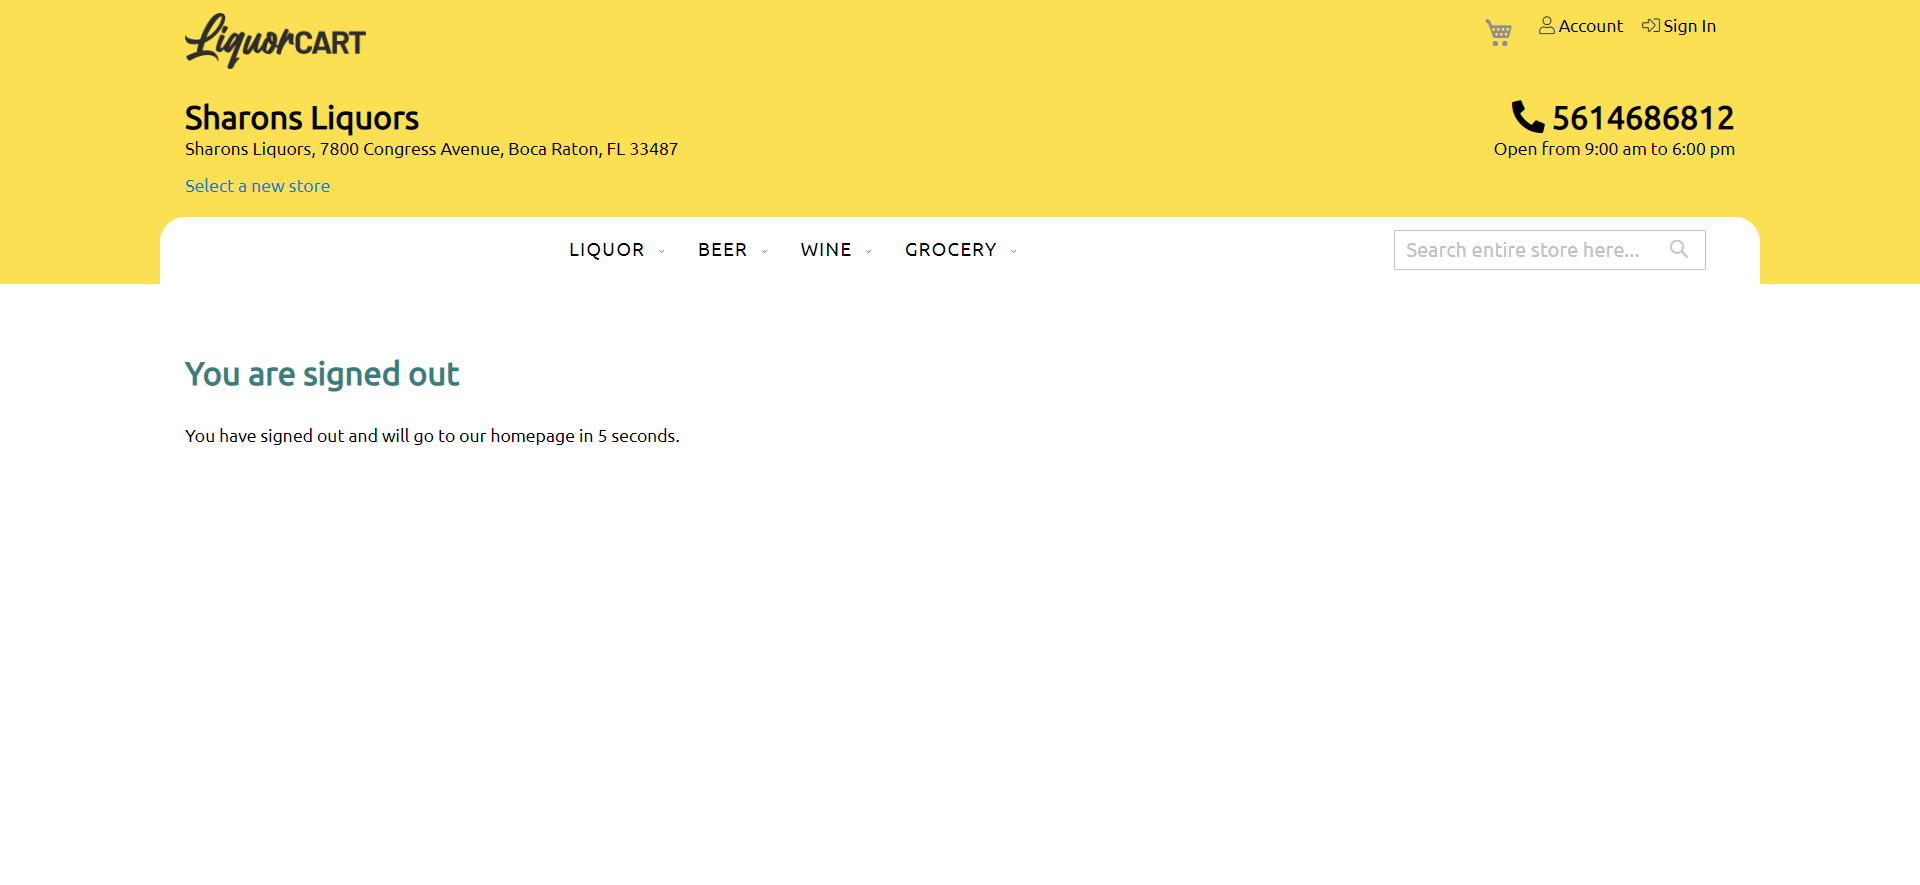 LiquorCART
Account
Sign In
Sharons Liquors
5614686812
Sharons Liquors, 7800 Congress Avenue, Boca Raton, FL 33487
Open from 9:00 am to 6:00 pm
Select a new store
LIQUOR
BEER
WINE
GROCERY
Search entire store here...
You are signed out
You have signed out and will go to our homepage in 5 seconds.